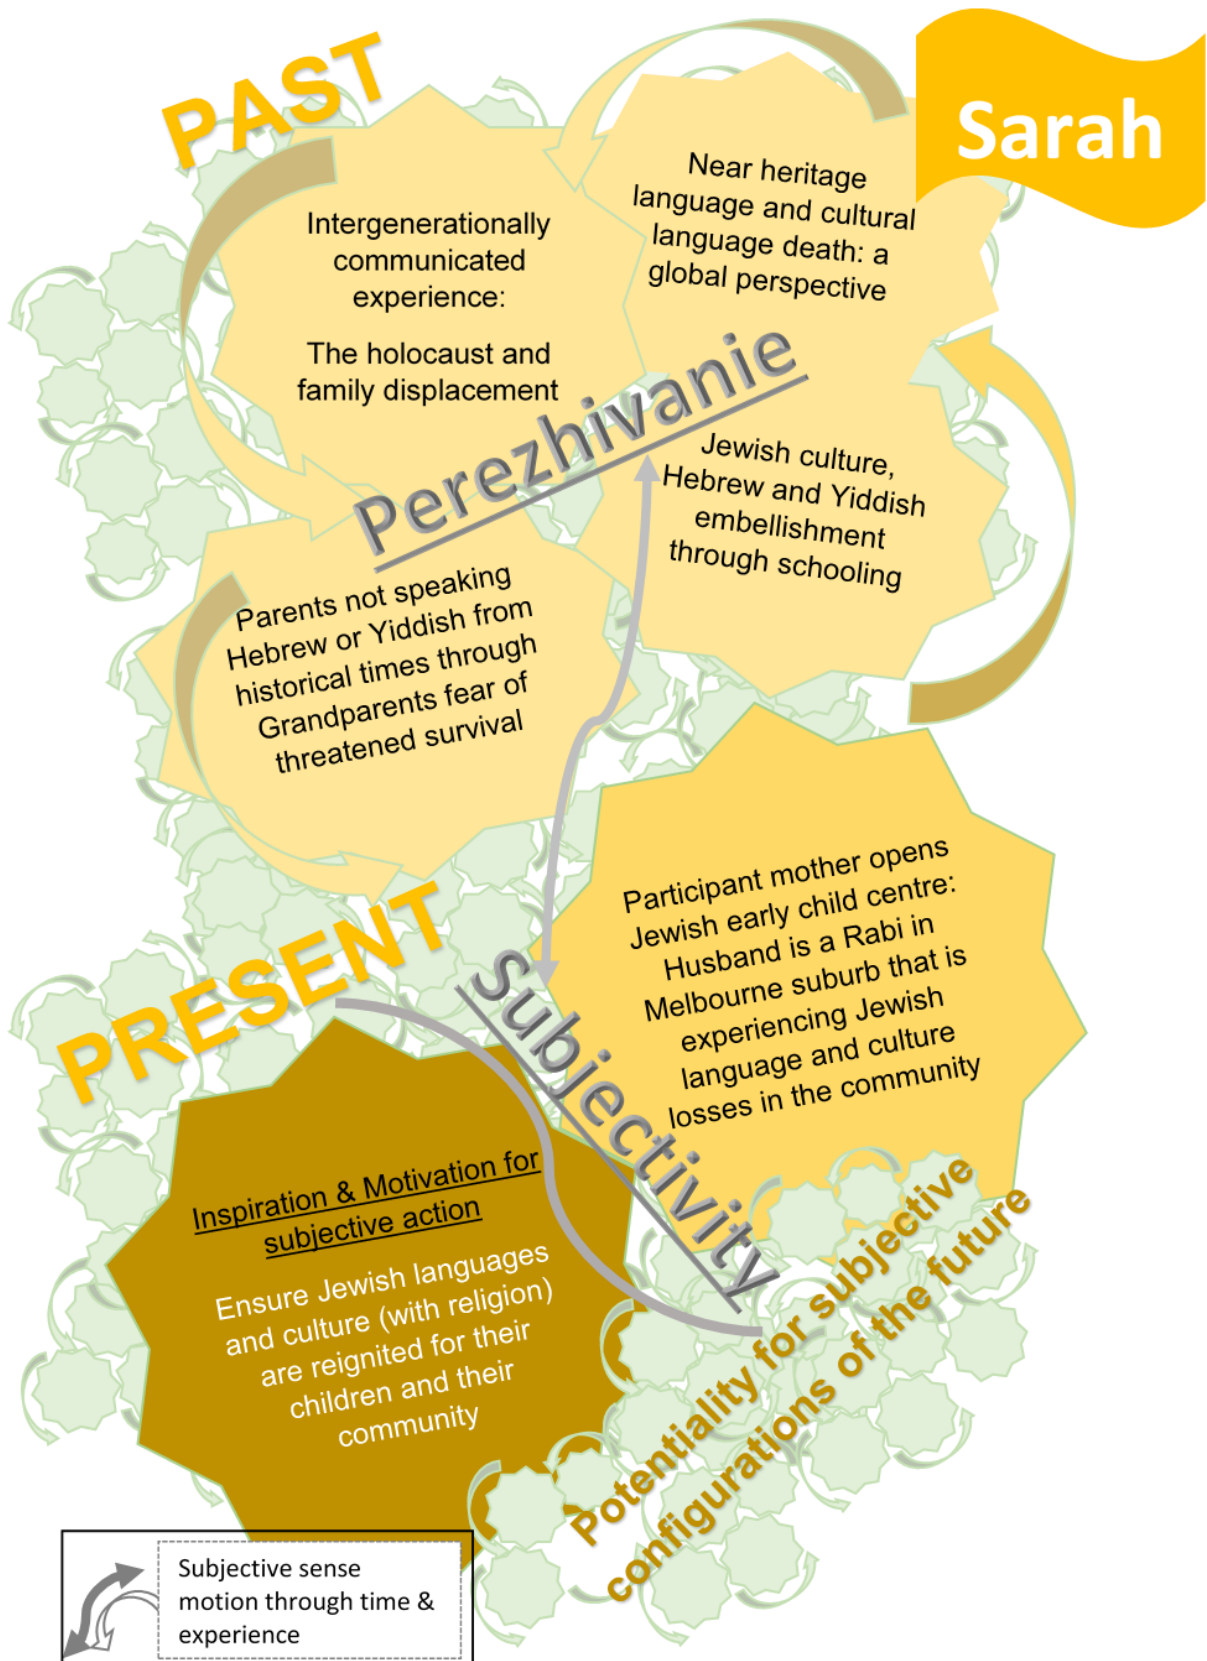 PAST
Sarah
Intergenerationally
communicated
experience:
The holocaust and
family displacement
Near heritage
language and cultural
language death: a
global perspective
Perezhivanie
Jewish culture,
Hebrew and Yiddish
embellishment
through schooling
Parents not speaking
Hebrew or Yiddish from
historical times through
Grandparents fear of
threatened survival
PRESENT
Participant mother opens
Jewish early child centre:
Husband is a Rabi in
Melbourne suburb that is
experiencing Jewish
language and culture
losses in the community
Subjectivity
Inspiration & Motivation for
subjective action
Ensure Jewish languages
and culture (with religion)
are reignited for their
children and their
community
Potentiality for subjective
configurations of the future
Subjective sense
motion through time &
experience